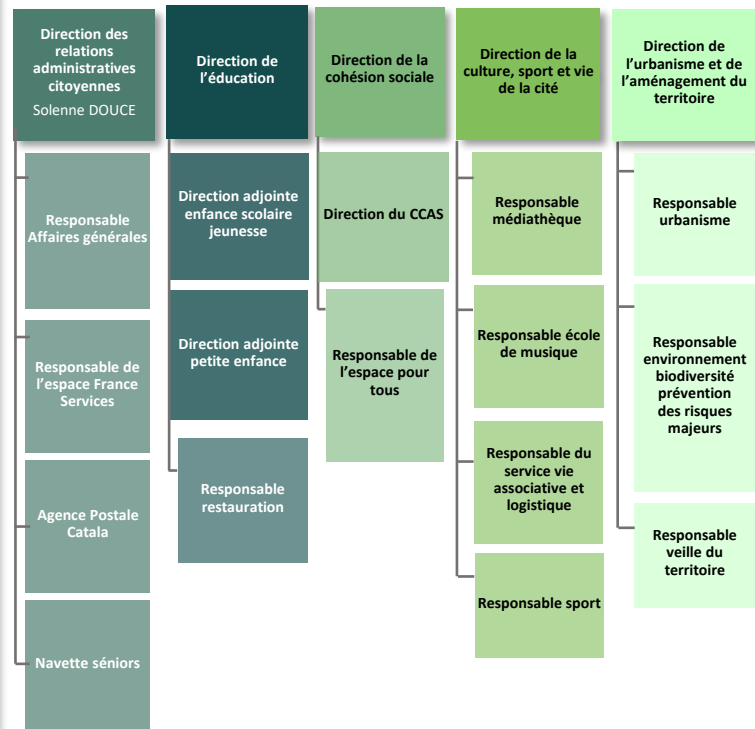 Direction des
relations
administratives
citoyennes
Solenne DOUCE
Responsable
Affaires générales
Responsable de
l'espace France
Services
Agence Postale
Catala
Navette séniors
Direction de
l'éducation
Direction adjointe
enfance scolaire
jeunesse
Direction adjointe
petite enfance
Responsable
restauration
Direction de la
cohésion sociale
Direction du CCAS
Responsable de
l'espace pour
tous
Direction de la
culture, sport et vie
de la cité
Responsable
médiathèque
Responsable école
de musique
Responsable du
service vie
associative et
logistique
Responsable sport
Direction de
l'urbanisme et de
l'aménagement du
territoire
Responsable
urbanisme
Responsable
environnement
biodiversité
prévention
des risques
majeurs
Responsable
veille du
territoire